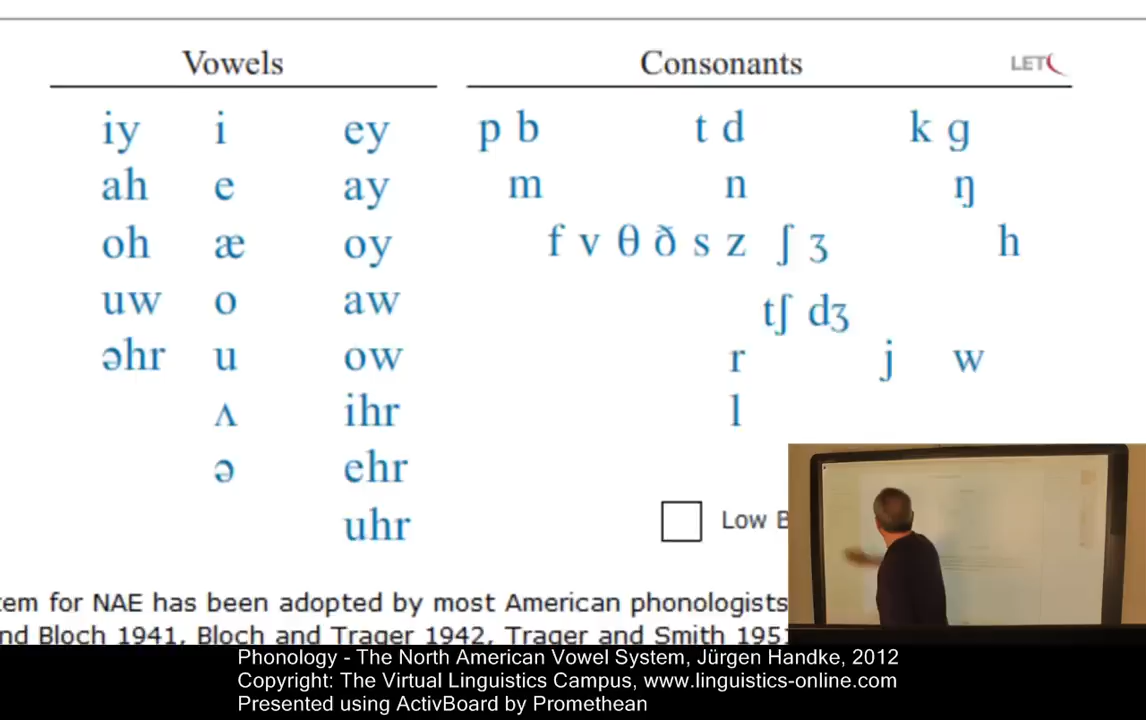 Vowels Consonants
LET
iy i ey p b t d k g
ah e ay m n ŋ
oh æ oy f v θ ð s z ʃ ʒ h
uw o aw tʃ dʒ
əhr u ow r j w
ʌ ihr l
ə ehr
uhr
Low B
tem for NAE has been adopted by most American phonologists
nd Bloch 1941, Bloch and Trager 1942, Trager and Smith 1951
Phonology - The North American Vowel System, Jürgen Handke, 2012
Copyright: The Virtual Linguistics Campus, www.linguistics-online.com
Presented using ActivBoard by Promethean